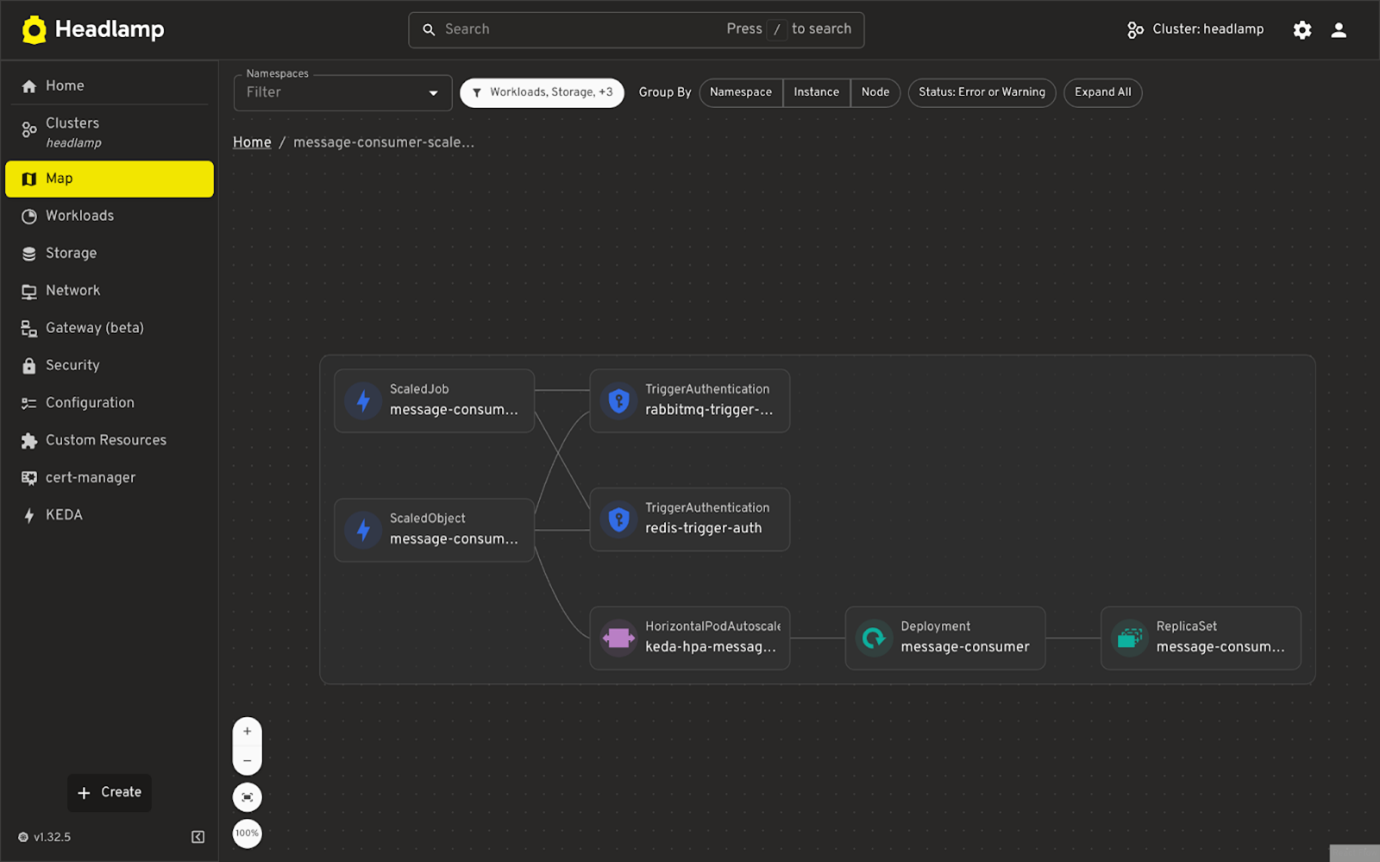 Headlamp
Search
Press / to search
Cluster: headlamp
Home
Clusters
headlamp
Map
Workloads
Storage
Network
Gateway (beta)
Security
Configuration
Custom Resources
cert-manager
KEDA
Create
v1.32.5
Namespaces
Filter
Workloads, Storage, +3
Group By
Namespace
Instance
Node
Status: Error or Warning
Expand All
Home / message-consumer-scale...
ScaledJob
message-consum...
TriggerAuthentication
rabbitmq-trigger-...
ScaledObject
message-consum...
TriggerAuthentication
redis-trigger-auth
HorizontalPodAutoscale
keda-hpa-messag...
Deployment
message-consumer
ReplicaSet
message-consum...
+
−
100%